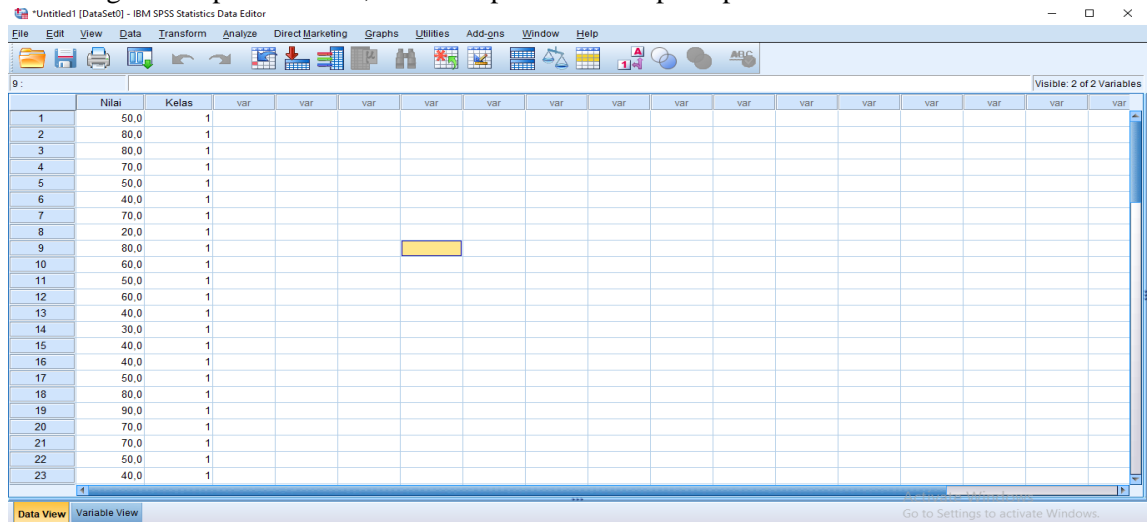 *Untitled1 [DataSet0] - IBM SPSS Statistics Data Editor
File Edit View Data Transform Analyze Direct Marketing Graphs Utilities Add-ons Window Help
9 : Visible: 2 of 2 Variables
Nilai Kelas var var var var var var var var var var var var var var var
1 50,0 1
2 80,0 1
3 80,0 1
4 70,0 1
5 50,0 1
6 40,0 1
7 70,0 1
8 20,0 1
9 80,0 1
10 60,0 1
11 50,0 1
12 60,0 1
13 40,0 1
14 30,0 1
15 40,0 1
16 40,0 1
17 50,0 1
18 80,0 1
19 90,0 1
20 70,0 1
21 70,0 1
22 50,0 1
23 40,0 1
Data View Variable View
Go to Settings to activate Windows.